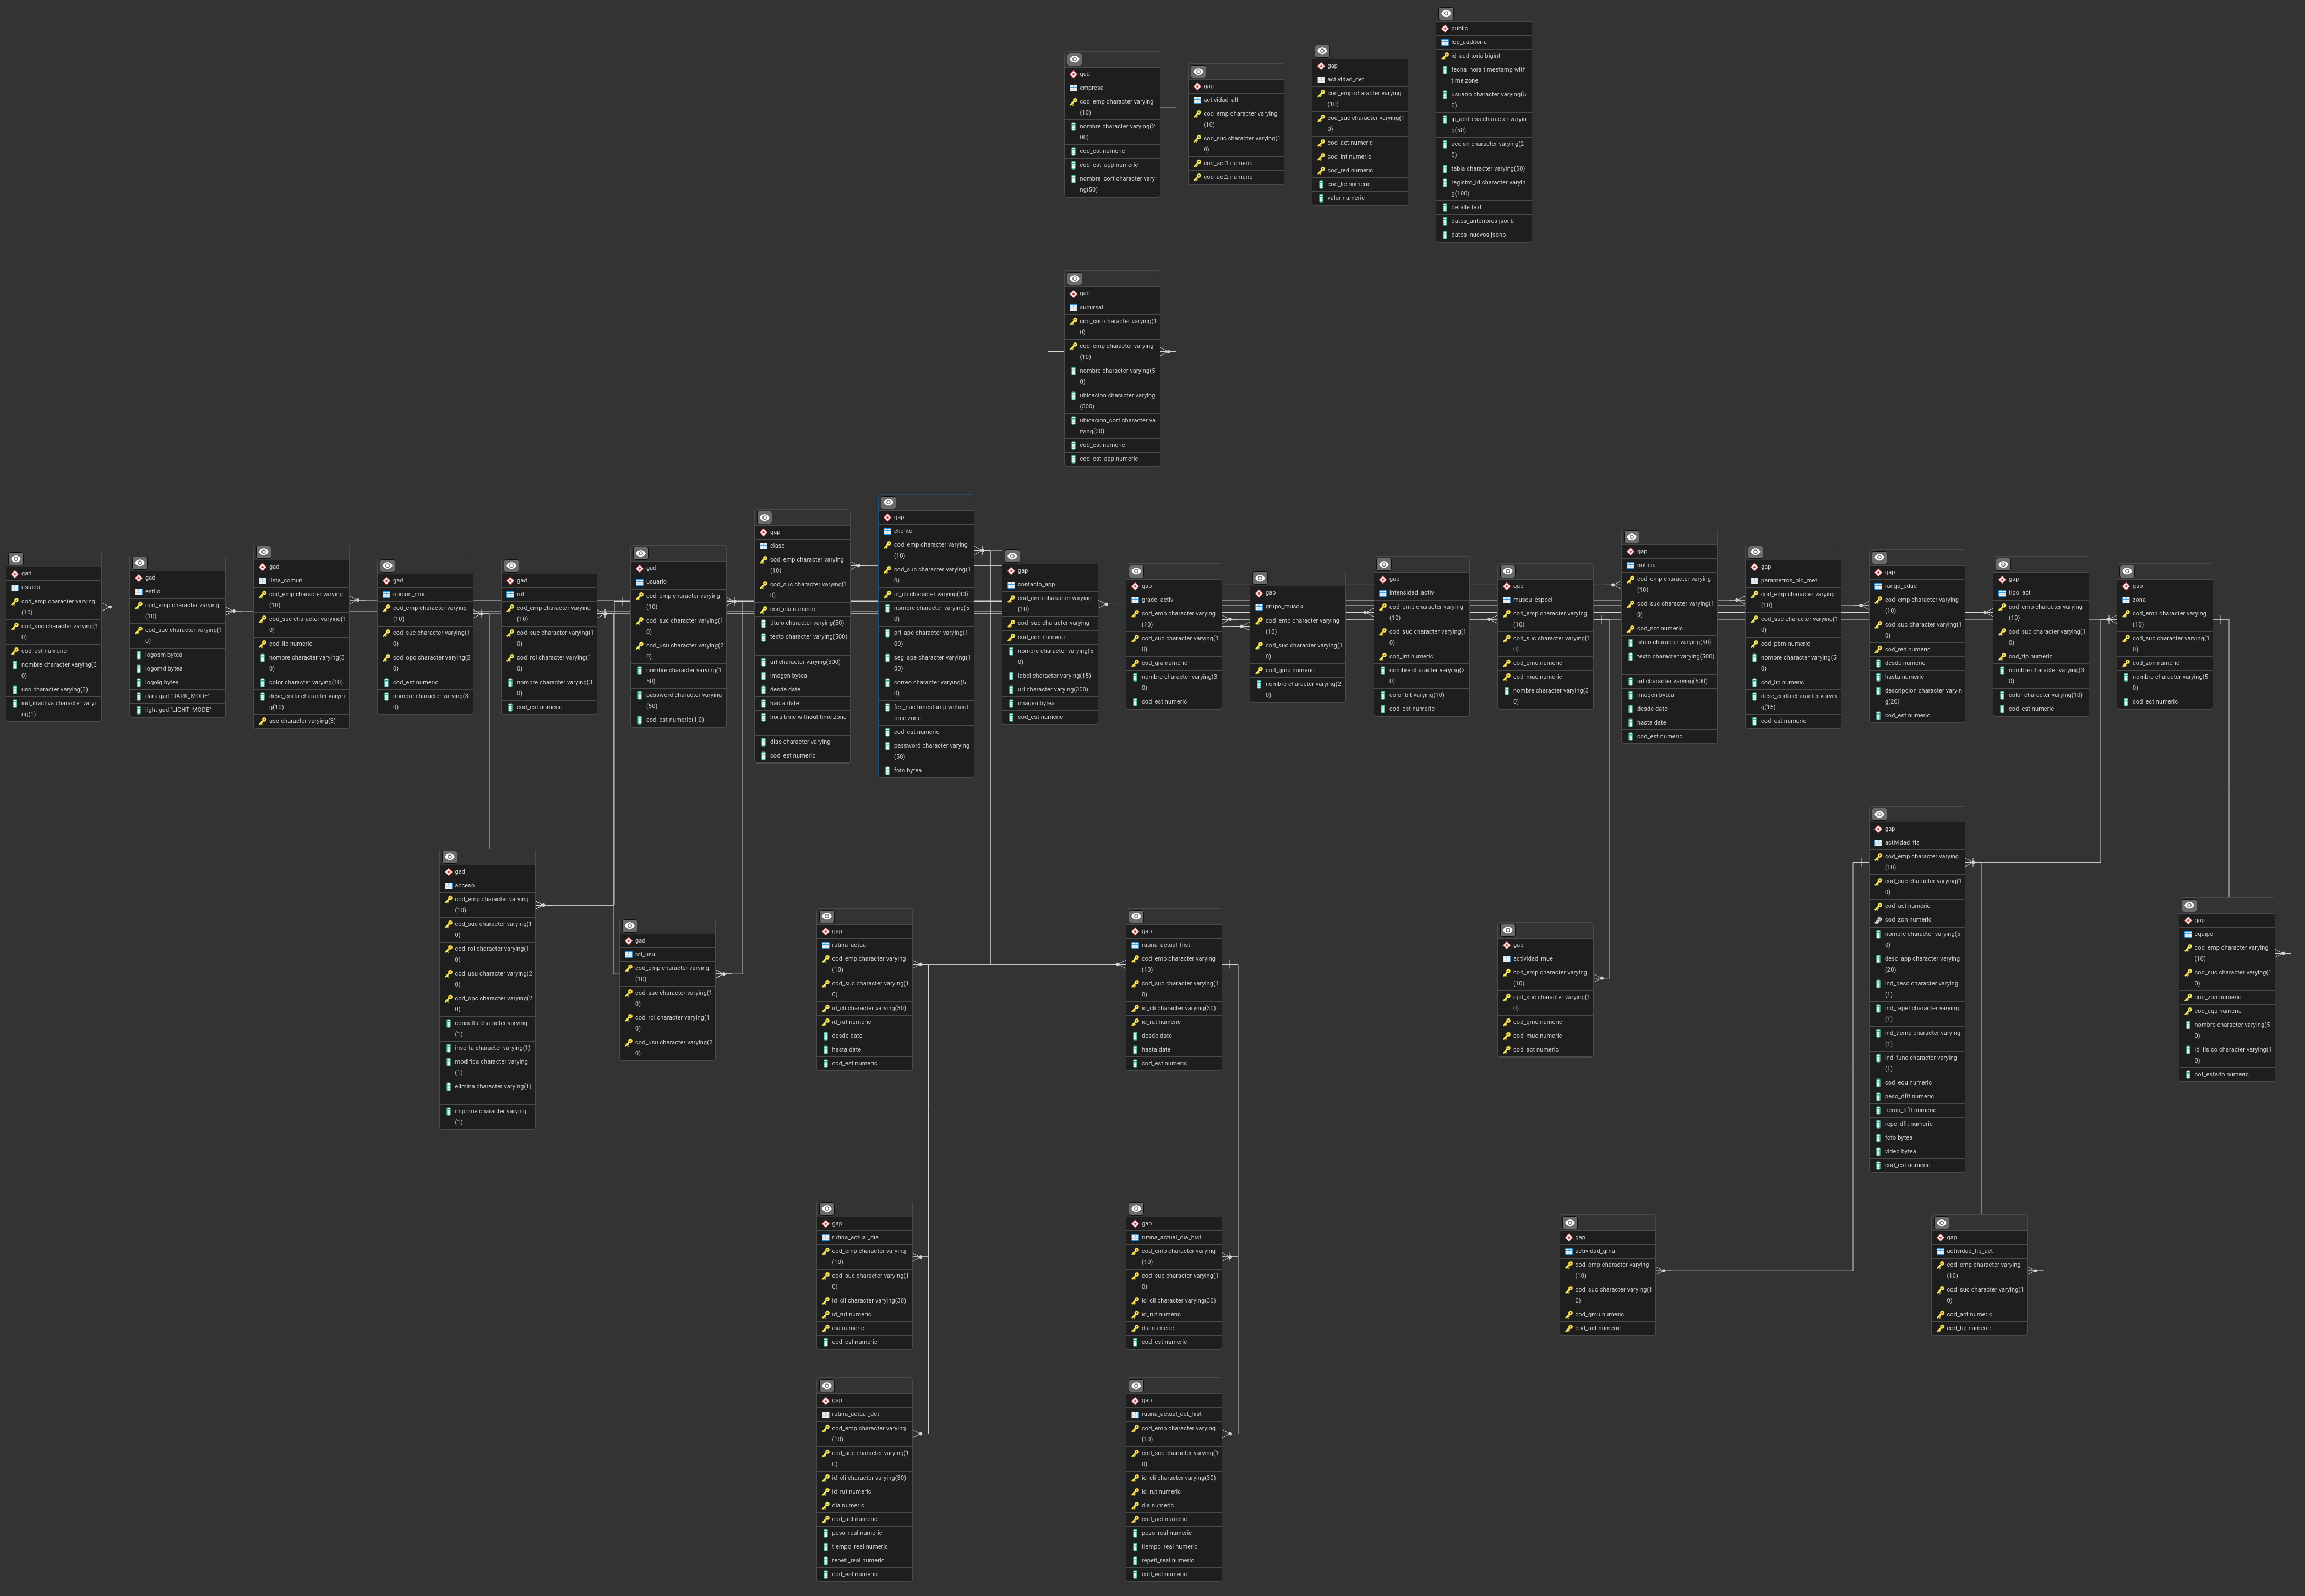 public
log_auditoria
id_auditoria bigint
fecha_hora timestamp with
time zone
usuario character varying(5
0)
ip_address character varyin
g(50)
accion character varying(2
0)
tabla character varying(50)
registro_id character varyin
g(100)
detalle text
datos_anteriores jsonb
datos_nuevos jsonb
gad
empresa
cod_emp character varying
(10)
nombre character varying(2
00)
cod_est numeric
cod_est_app numeric
nombre_cort character varyi
ng(50)
gap
actividad_alt
cod_emp character varying
(10)
cod_suc character varying(1
0)
cod_act1 numeric
cod_act2 numeric
gap
actividad_det
cod_emp character varying
(10)
cod_suc character varying(1
0)
cod_act numeric
cod_int numeric
cod_red numeric
cod_lic numeric
valor numeric
gad
sucursal
cod_suc character varying(1
0)
cod_emp character varying
(10)
nombre character varying(5
0)
ubicacion character varying
(500)
ubicacion_cort character va
rying(30)
cod_est numeric
cod_est_app numeric
gad
estado
cod_emp character varying
(10)
cod_suc character varying(1
0)
cod_est numeric
nombre character varying(3
0)
uso character varying(3)
ind_inactiva character varyi
ng(1)
gad
estilo
cod_emp character varying
(10)
cod_suc character varying(1
0)
logosm bytea
logomd bytea
logolg bytea
dark gad."DARK_MODE"
light gad."LIGHT_MODE"
gad
lista_comun
cod_emp character varying
(10)
cod_suc character varying(1
0)
cod_lic numeric
nombre character varying(3
0)
color character varying(10)
desc_corta character varyin
g(10)
uso character varying(3)
gad
opcion_mnu
cod_emp character varying
(10)
cod_suc character varying(1
0)
cod_opc character varying(2
0)
cod_est numeric
nombre character varying(3
0)
gad
rol
cod_emp character varying
(10)
cod_suc character varying(1
0)
cod_rol character varying(1
0)
nombre character varying(3
0)
cod_est numeric
gad
usuario
cod_emp character varying
(10)
cod_suc character varying(1
0)
cod_usu character varying(2
0)
nombre character varying(1
50)
password character varying
(50)
cod_est numeric(1,0)
gap
clase
cod_emp character varying
(10)
cod_suc character varying(1
0)
cod_cla numeric
titulo character varying(50)
texto character varying(500)
url character varying(300)
imagen bytea
desde date
hasta date
hora time without time zone
dias character varying
cod_est numeric
gap
cliente
cod_emp character varying
(10)
cod_suc character varying(1
0)
id_cli character varying(30)
nombre character varying(5
0)
pri_ape character varying(1
00)
seg_ape character varying(1
00)
correo character varying(5
0)
fec_nac timestamp without
time zone
cod_est numeric
password character varying
(50)
foto bytea
gap
contacto_app
cod_emp character varying
(10)
cod_suc character varying
cod_con numeric
nombre character varying(5
0)
label character varying(15)
url character varying(300)
imagen bytea
cod_est numeric
gap
grado_activ
cod_emp character varying
(10)
cod_suc character varying(1
0)
cod_gra numeric
nombre character varying(3
0)
cod_est numeric
gap
grupo_muscu
cod_emp character varying
(10)
cod_suc character varying(1
0)
cod_gmu numeric
nombre character varying(2
0)
gap
intensidad_activ
cod_emp character varying
(10)
cod_suc character varying(1
0)
cod_int numeric
nombre character varying(2
0)
color bit varying(10)
cod_est numeric
gap
muscu_especi
cod_emp character varying
(10)
cod_suc character varying(1
0)
cod_gmu numeric
cod_mue numeric
nombre character varying(3
0)
gap
noticia
cod_emp character varying
(10)
cod_suc character varying(1
0)
cod_not numeric
titulo character varying(50)
texto character varying(500)
url character varying(500)
imagen bytea
desde date
hasta date
cod_est numeric
gap
parametros_bio_met
cod_emp character varying
(10)
cod_suc character varying(1
0)
cod_pbm numeric
nombre character varying(5
0)
cod_lic numeric
desc_corta character varyin
g(15)
cod_est numeric
gap
rango_edad
cod_emp character varying
(10)
cod_suc character varying(1
0)
cod_red numeric
desde numeric
hasta numeric
descripcion character varyin
g(20)
cod_est numeric
gap
tipo_act
cod_emp character varying
(10)
cod_suc character varying(1
0)
cod_tip numeric
nombre character varying(3
0)
color character varying(10)
cod_est numeric
gap
zona
cod_emp character varying
(10)
cod_suc character varying(1
0)
cod_zon numeric
nombre character varying(5
0)
cod_est numeric
gad
acceso
cod_emp character varying
(10)
cod_suc character varying(1
0)
cod_rol character varying(1
0)
cod_usu character varying(2
0)
cod_opc character varying(2
0)
consulta character varying
(1)
inserta character varying(1)
modifica character varying
(1)
elimina character varying(1)
imprime character varying
(1)
gad
rol_usu
cod_emp character varying
(10)
cod_suc character varying(1
0)
cod_rol character varying(1
0)
cod_usu character varying(2
0)
gap
rutina_actual
cod_emp character varying
(10)
cod_suc character varying(1
0)
id_cli character varying(30)
id_rut numeric
desde date
hasta date
cod_est numeric
gap
rutina_actual_hist
cod_emp character varying
(10)
cod_suc character varying(1
0)
id_cli character varying(30)
id_rut numeric
desde date
hasta date
cod_est numeric
gap
actividad_mue
cod_emp character varying
(10)
cpd_suc character varying(1
0)
cod_gmu numeric
cod_mue numeric
cod_act numeric
gap
actividad_fis
cod_emp character varying
(10)
cod_suc character varying(1
0)
cod_act numeric
cod_zon numeric
nombre character varying(5
0)
desc_app character varying
(20)
ind_peso character varying
(1)
ind_repet character varying
(1)
ind_tiemp character varying
(1)
ind_func character varying
(1)
cod_equ numeric
peso_dflt numeric
tiemp_dflt numeric
repe_dflt numeric
foto bytea
video bytea
cod_est numeric
gap
equipo
cod_emp character varying
(10)
cod_suc character varying(1
0)
cod_zon numeric
cod_equ numeric
nombre character varying(5
0)
id_fisico character varying(1
0)
cot_estado numeric
gap
rutina_actual_dia
cod_emp character varying
(10)
cod_suc character varying(1
0)
id_cli character varying(30)
id_rut numeric
dia numeric
cod_est numeric
gap
rutina_actual_dia_hist
cod_emp character varying
(10)
cod_suc character varying(1
0)
id_cli character varying(30)
id_rut numeric
dia numeric
cod_est numeric
gap
actividad_gmu
cod_emp character varying
(10)
cod_suc character varying(1
0)
cod_gmu numeric
cod_act numeric
gap
actividad_tip_act
cod_emp character varying
(10)
cod_suc character varying(1
0)
cod_act numeric
cod_tip numeric
gap
rutina_actual_det
cod_emp character varying
(10)
cod_suc character varying(1
0)
id_cli character varying(30)
id_rut numeric
dia numeric
cod_act numeric
peso_real numeric
tiempo_real numeric
repeti_real numeric
cod_est numeric
gap
rutina_actual_det_hist
cod_emp character varying
(10)
cod_suc character varying(1
0)
id_cli character varying(30)
id_rut numeric
dia numeric
cod_act numeric
peso_real numeric
tiempo_real numeric
repeti_real numeric
cod_est numeric